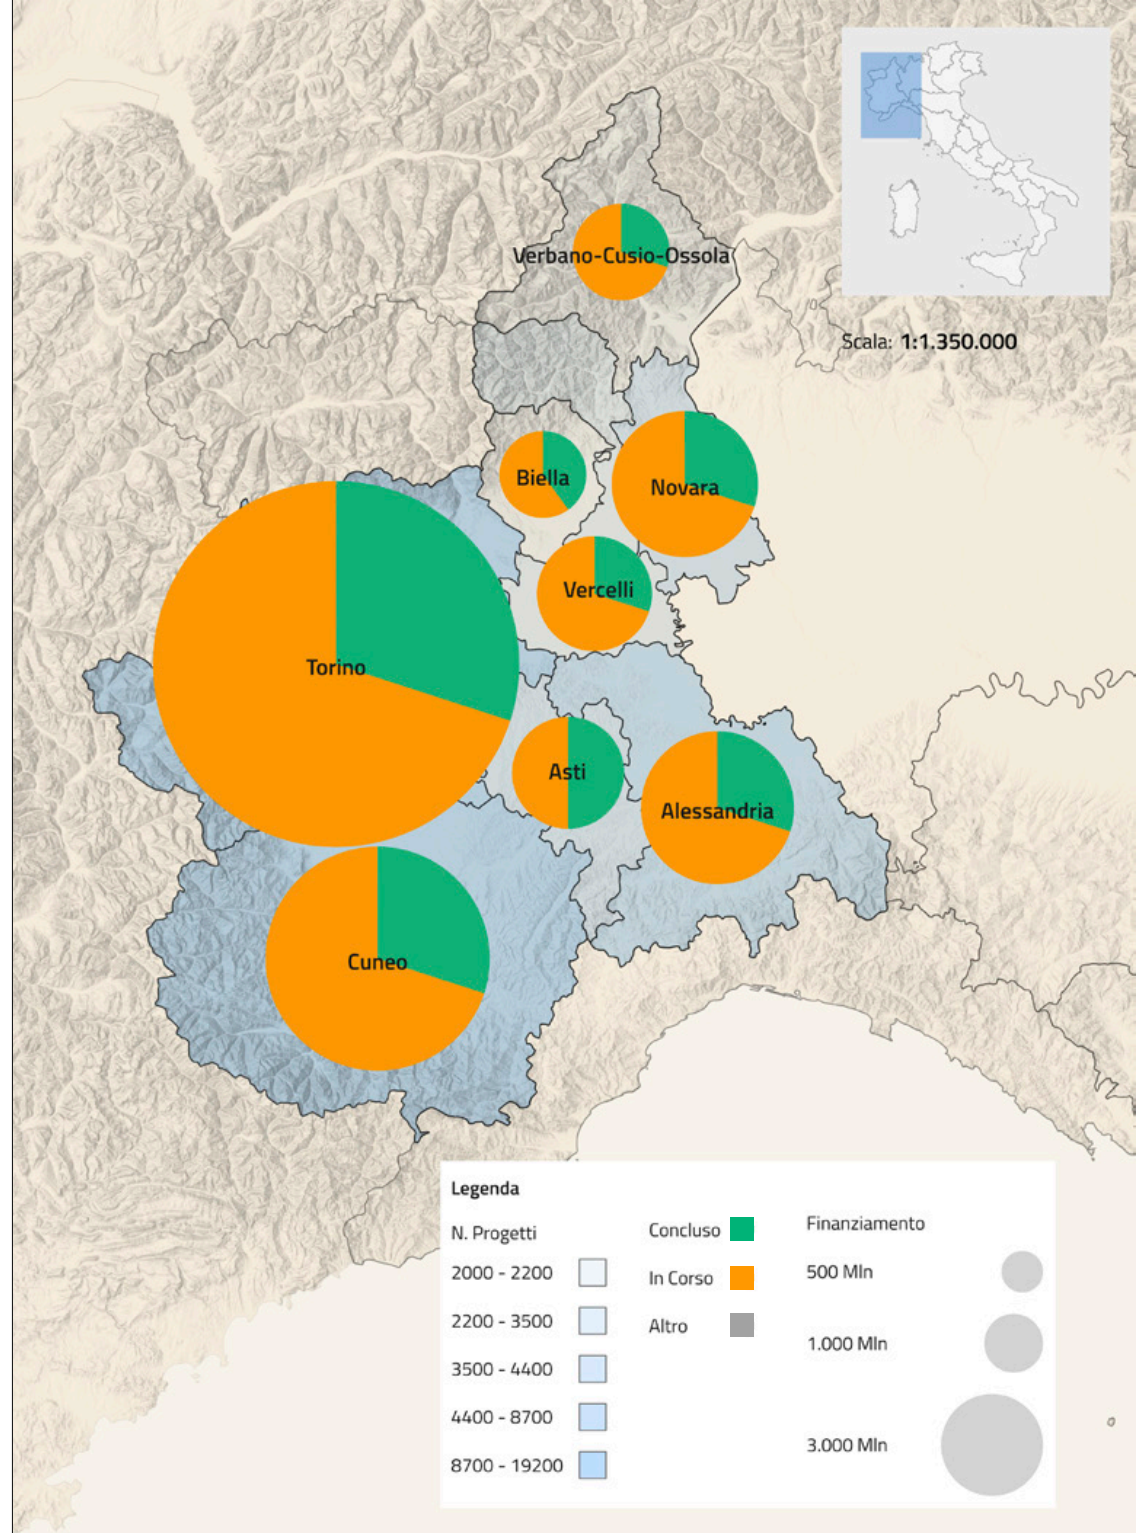 Verbano-Cusio-Ossola
Scala: 1:1.350.000
Biella
Novara
Vercelli
Torino
Asti
Alessandria
Cuneo
Legenda
N. Progetti
2000 - 2200
2200 - 3500
3500 - 4400
4400 - 8700
8700 - 19200
Concluso
In Corso
Altro
Finanziamento
500 Mln
1.000 Mln
3.000 Mln